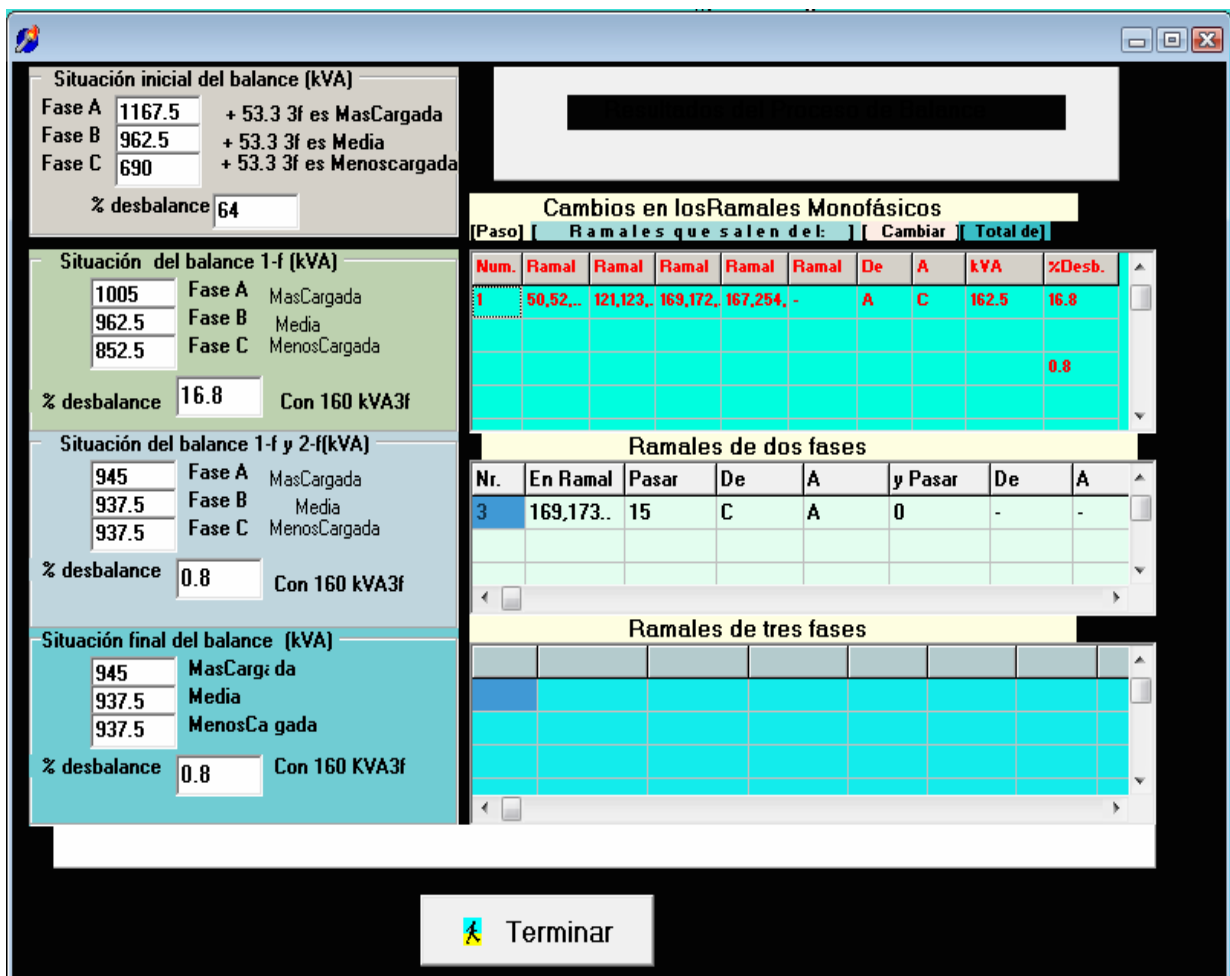 Situación inicial del balance (kVA)
Fase A 1167.5 + 53.3 3f es MasCargada
Fase B 962.5 + 53.3 3f es Media
Fase C 690 + 53.3 3f es Menoscargada
% desbalance 64
Resultados del Proceso de Balance
Cambios en losRamales Monofásicos
[Paso] [ Ramales que salen del: ] [ Cambiar ][ Total de]
Num. Ramal Ramal Ramal Ramal Ramal De A kVA %Desb.
1 50,52,... 121,123,. 169,172,. 167,254, - A C 162.5 16.8
0.8
Situación del balance 1-f (kVA)
1005 Fase A MasCargada
962.5 Fase B Media
852.5 Fase C MenosCargada
% desbalance 16.8 Con 160 kVA3f
Situación del balance 1-f y 2-f(kVA)
945 Fase A MasCargada
937.5 Fase B Media
937.5 Fase C MenosCargada
% desbalance 0.8 Con 160 kVA3f
Ramales de dos fases
Nr. En Ramal Pasar De A y Pasar De A
3 169,173.. 15 C A 0 - -
Situación final del balance (kVA)
945 MasCarga da
937.5 Media
937.5 MenosCa gada
% desbalance 0.8 Con 160 KVA3f
Ramales de tres fases
Terminar